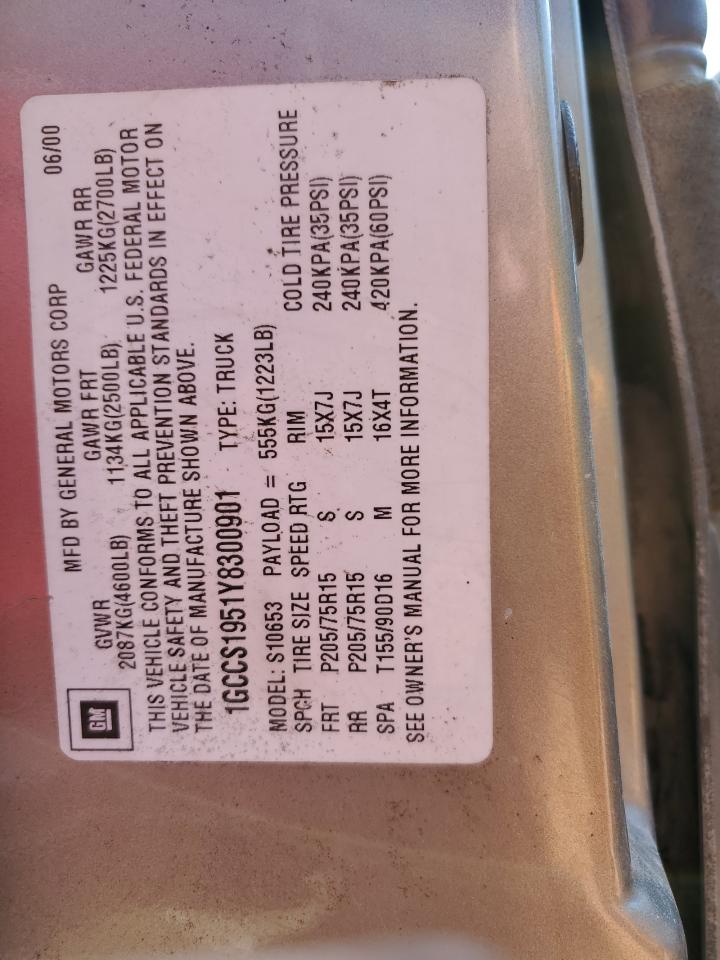 GM
MFD BY GENERAL MOTORS CORP 06/00
GVWR GAWR FRT GAWR RR
2087KG(4600LB) 1134KG(2500LB) 1225KG(2700LB)
THIS VEHICLE CONFORMS TO ALL APPLICABLE U.S. FEDERAL MOTOR
VEHICLE SAFETY AND THEFT PREVENTION STANDARDS IN EFFECT ON
THE DATE OF MANUFACTURE SHOWN ABOVE.
1GCCS1951Y8300901 TYPE: TRUCK
MODEL: S10653 PAYLOAD = 555KG(1223LB)
SPCH TIRE SIZE SPEED RTG RIM COLD TIRE PRESSURE
FRT P205/75R15 S 15X7J 240KPA(35PSI)
RR P205/75R15 S 15X7J 240KPA(35PSI)
SPA T155/90D16 M 16X4T 420KPA(60PSI)
SEE OWNER'S MANUAL FOR MORE INFORMATION.